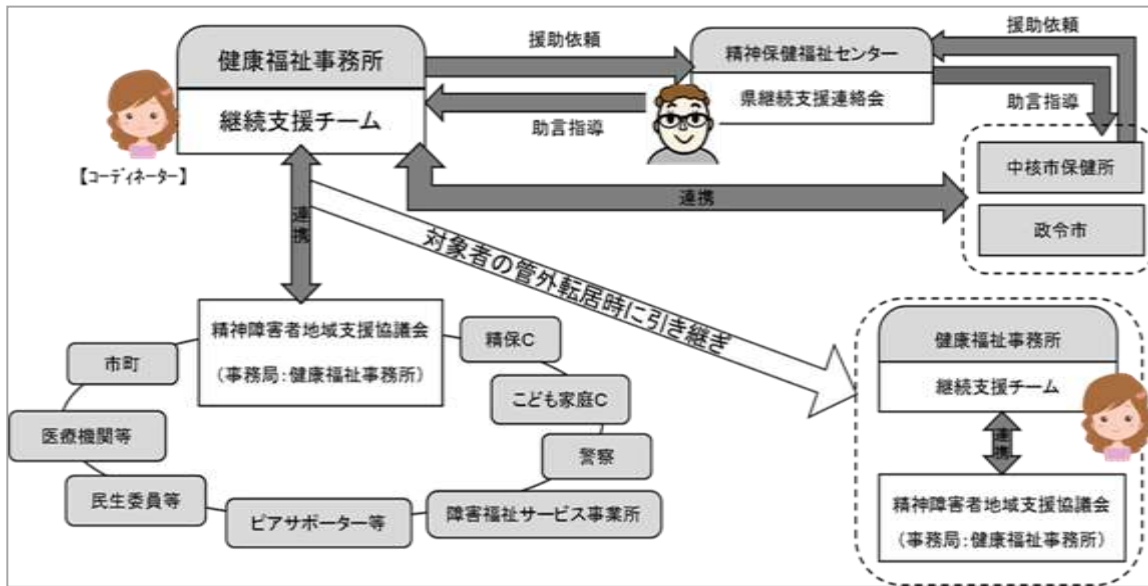 健康福祉事務所
継続支援チーム
【コーディネーター】
援助依頼
助言指導
精神保健福祉センター
県継続支援連絡会
援助依頼
助言指導
中核市保健所
政令市
連携
連携
対象者の管外転居時に引き継ぎ
精神障害者地域支援協議会
(事務局:健康福祉事務所)
精保C
こども家庭C
警察
障害福祉サービス事業所
ピアサポーター等
民生委員等
医療機関等
市町
健康福祉事務所
継続支援チーム
連携
精神障害者地域支援協議会
(事務局:健康福祉事務所)